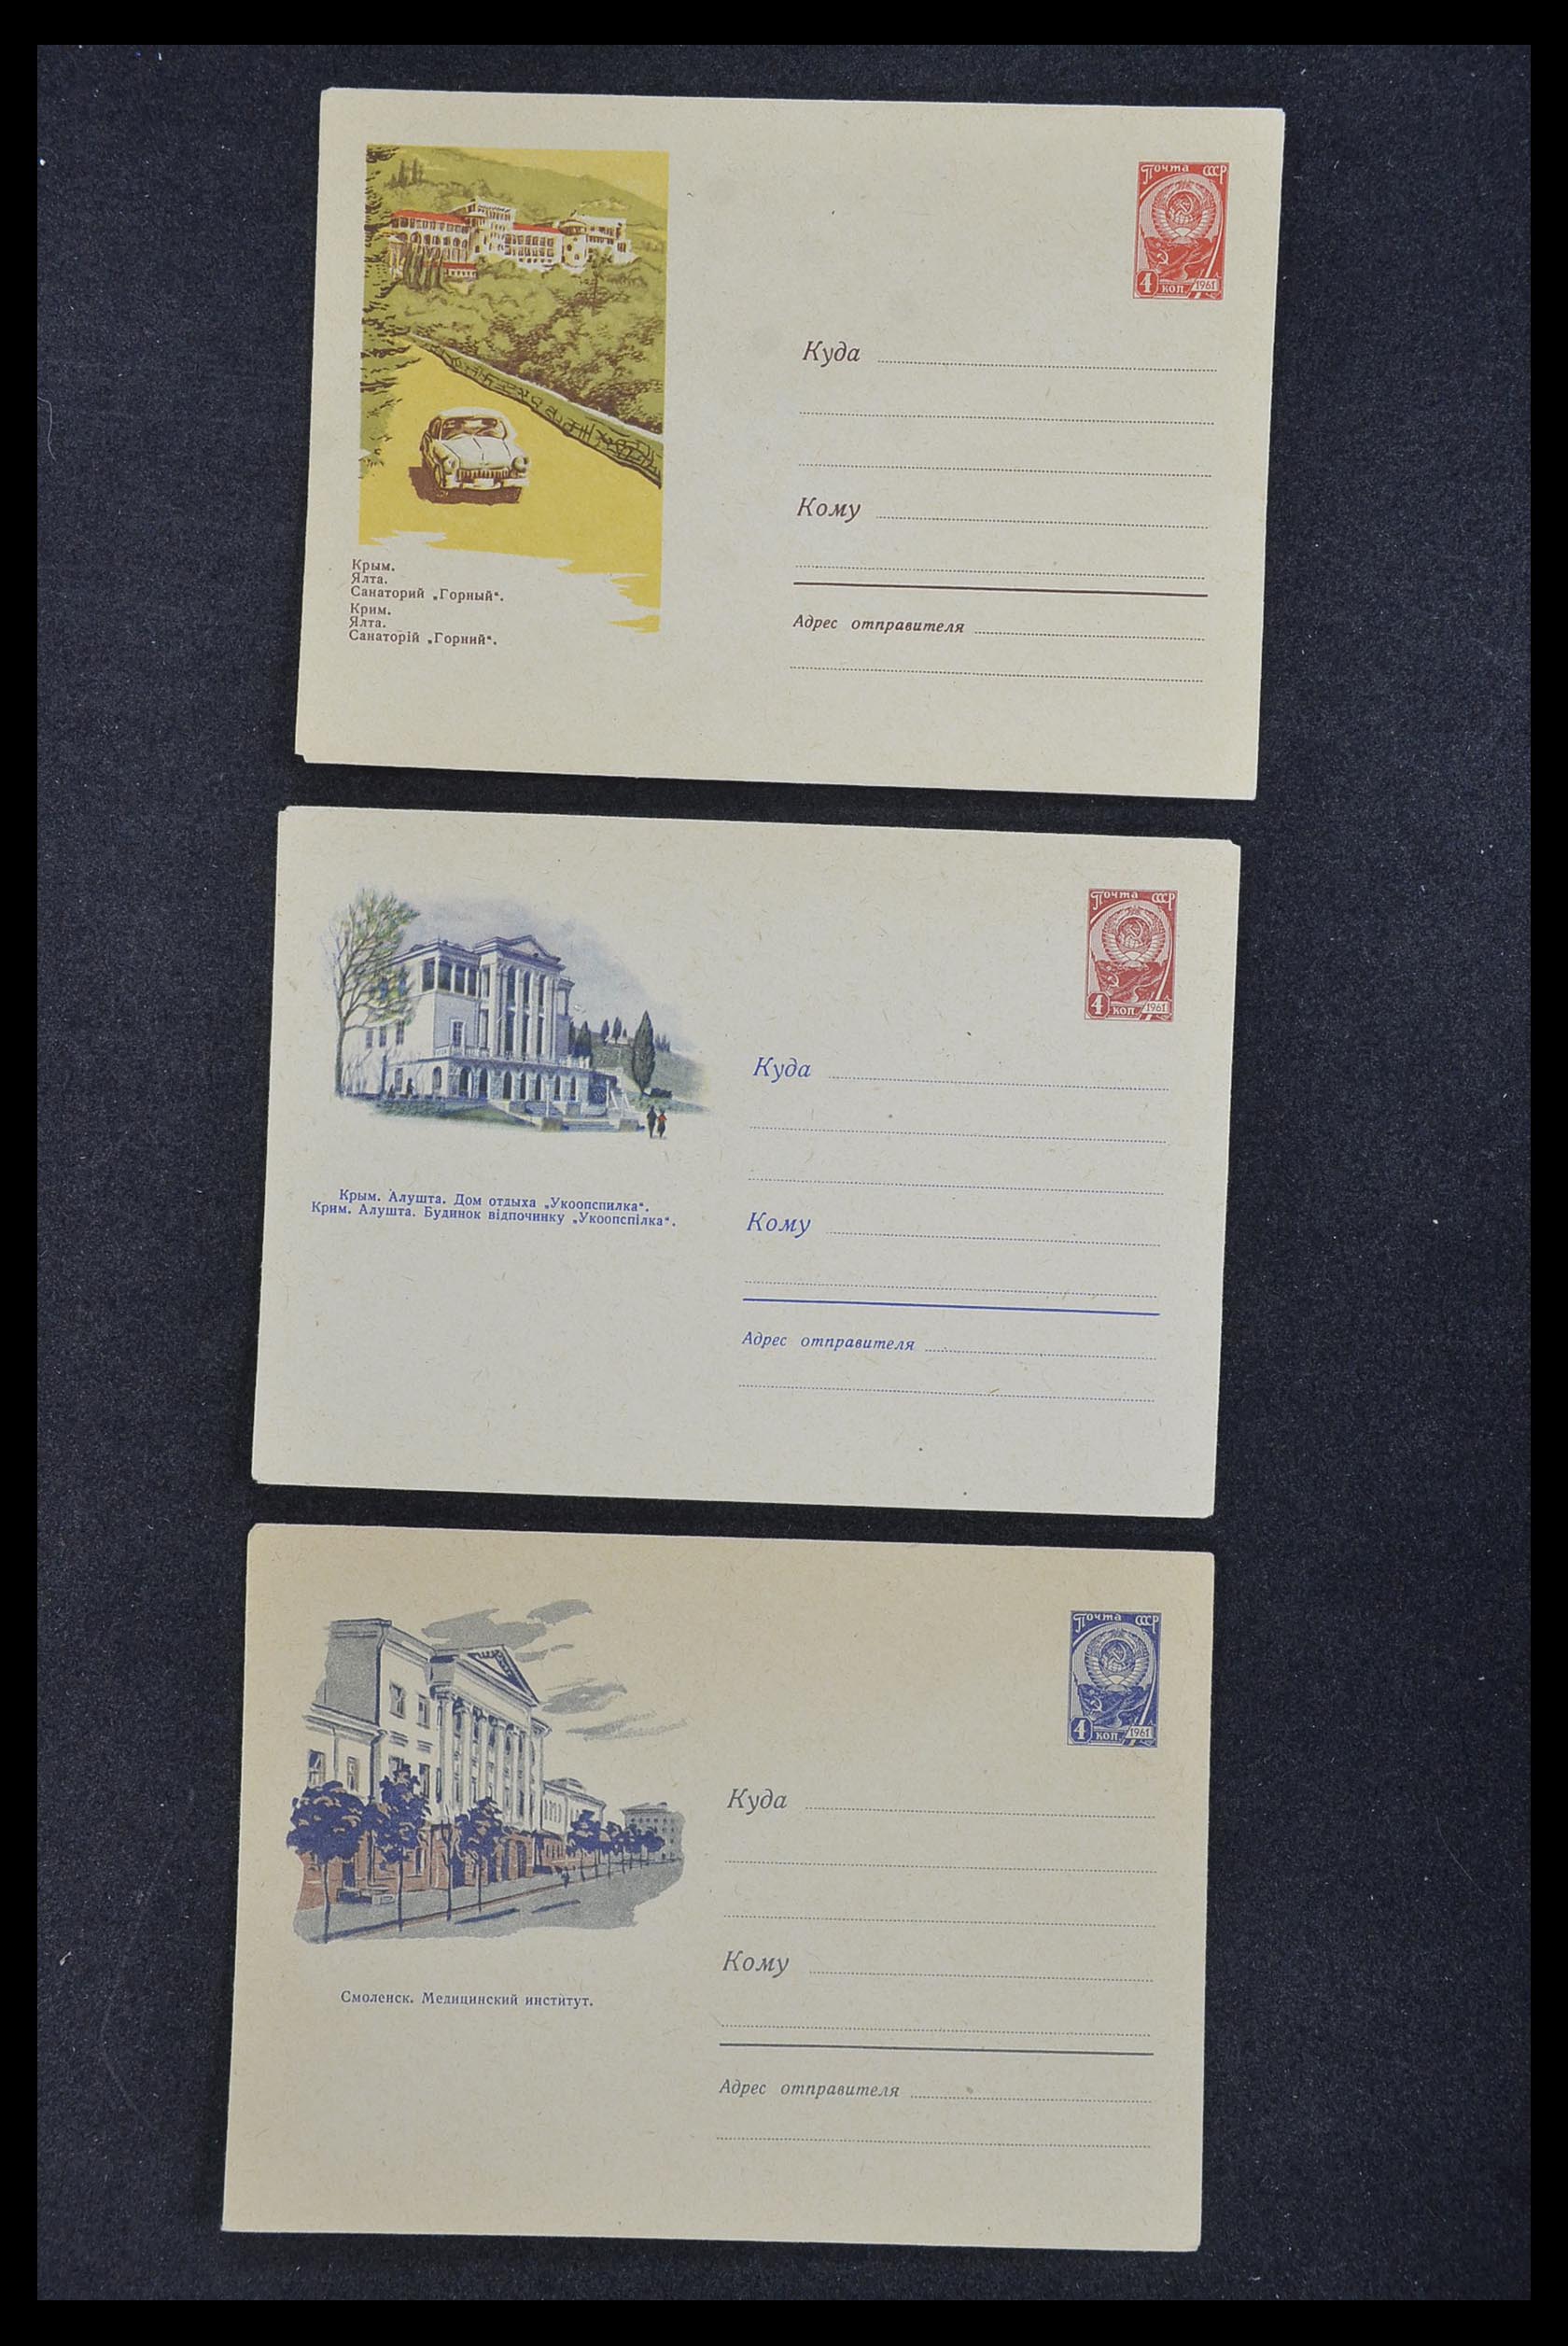 Почта СССР
4 коп. 1961
Куда
Кому
Адрес отправителя
Крым.
Ялта.
Санаторий „Горный“.
Крим.
Ялта.
Санаторій „Горний“.
Почта СССР
4 коп. 1961
Куда
Крым. Алушта. Дом отдыха „Укоопспилка“.
Крим. Алушта. Будинок відпочинку „Укоопспілка“.
Кому
Адрес отправителя
Почта СССР
4 коп. 1961
Куда
Кому
Смоленск. Медицинский институт.
Адрес отправителя